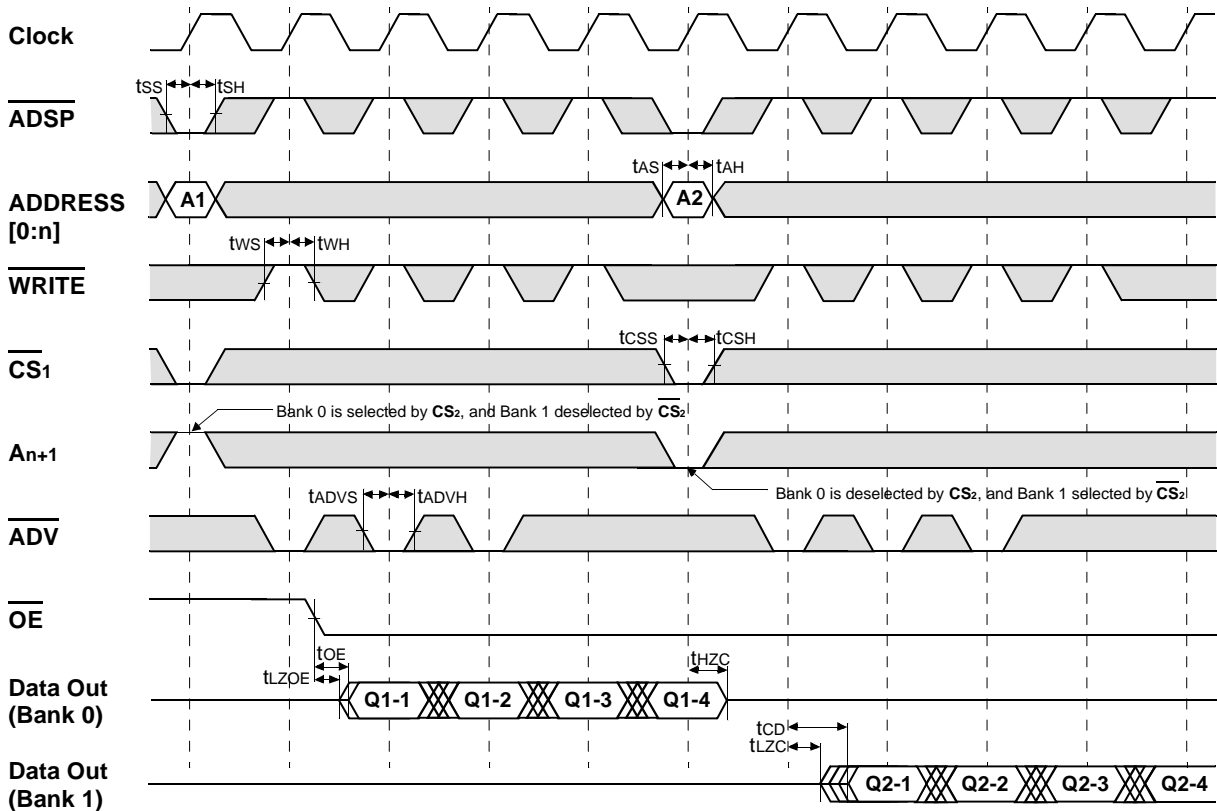 Clock
tSS tSH
ADSP
tAS tAH
ADDRESS
[0:n]
A1 A2
tWS tWH
WRITE
tCSS tCSH
CS1
Bank 0 is selected by CS2, and Bank 1 deselected by CS2
An+1
Bank 0 is deselected by CS2, and Bank 1 selected by CS2
tADVS tADVH
ADV
OE
tOE
tLZOE
tHZC
Data Out
(Bank 0)
Q1-1 Q1-2 Q1-3 Q1-4
tCD
tLZC
Data Out
(Bank 1)
Q2-1 Q2-2 Q2-3 Q2-4